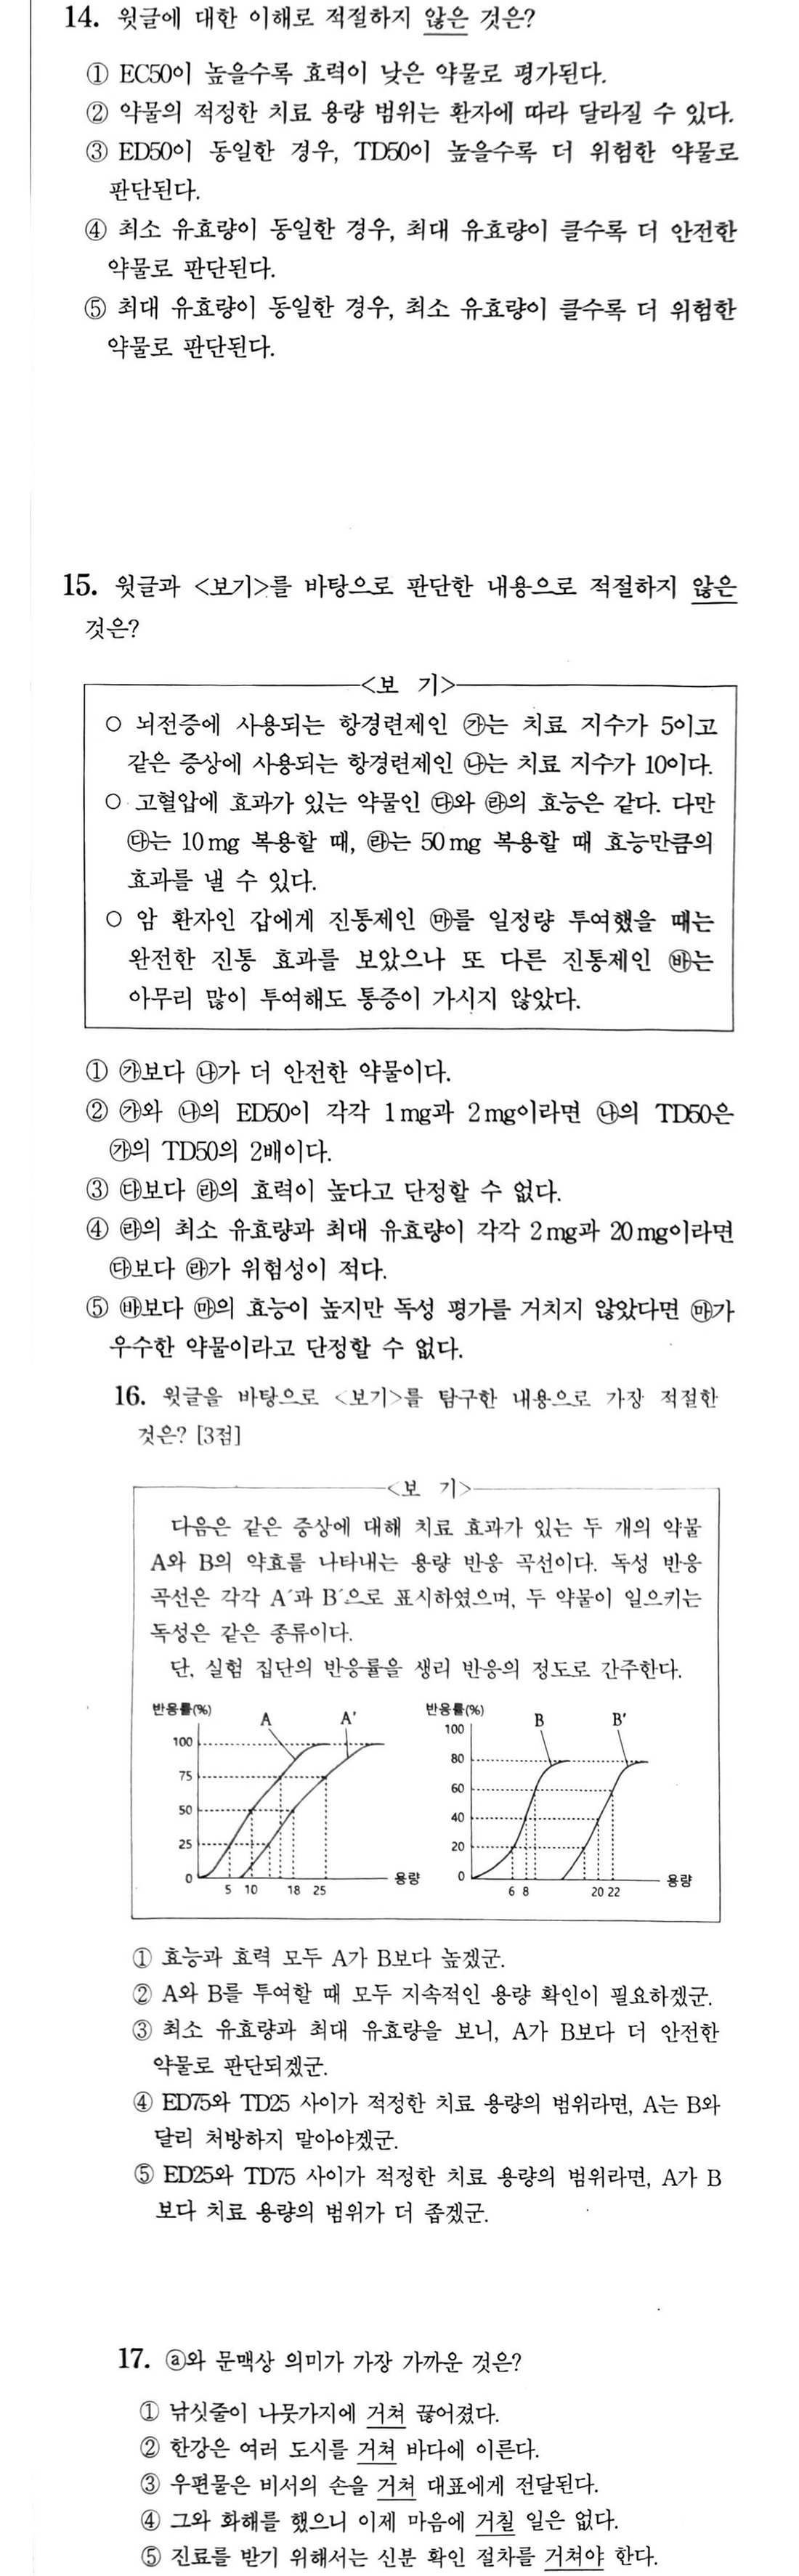 14. 윗글에 대한 이해로 적절하지 않은 것은?
① EC50이 높을수록 효력이 낮은 약물로 평가된다.
② 약물의 적정한 치료 용량 범위는 환자에 따라 달라질 수 있다.
③ ED50이 동일한 경우, TD50이 높을수록 더 위험한 약물로
판단된다.
④ 최소 유효량이 동일한 경우, 최대 유효량이 클수록 더 안전한
약물로 판단된다.
⑤ 최대 유효량이 동일한 경우, 최소 유효량이 클수록 더 위험한
약물로 판단된다.
15. 윗글과 <보기>를 바탕으로 판단한 내용으로 적절하지 않은
것은?
<보 기>
○ 뇌전증에 사용되는 항경련제인 ㉮는 치료 지수가 5이고
같은 증상에 사용되는 항경련제인 ㉯는 치료 지수가 10이다.
○ 고혈압에 효과가 있는 약물인 ㉰와 ㉱의 효능은 같다. 다만
㉰는 10mg 복용할 때, ㉱는 50mg 복용할 때 효능만큼의
효과를 낼 수 있다.
○ 암 환자인 갑에게 진통제인 ㉲를 일정량 투여했을 때는
완전한 진통 효과를 보았으나 또 다른 진통제인 ㉳는
아무리 많이 투여해도 통증이 가시지 않았다.
① ㉮보다 ㉯가 더 안전한 약물이다.
② ㉮와 ㉯의 ED50이 각각 1mg과 2mg이라면 ㉯의 TD50은
㉮의 TD50의 2배이다.
③ ㉰보다 ㉱의 효력이 높다고 단정할 수 없다.
④ ㉱의 최소 유효량과 최대 유효량이 각각 2mg과 20mg이라면
㉰보다 ㉱가 위험성이 적다.
⑤ ㉳보다 ㉲의 효능이 높지만 독성 평가를 거치지 않았다면 ㉲가
우수한 약물이라고 단정할 수 없다.
16. 윗글을 바탕으로 <보기>를 탐구한 내용으로 가장 적절한
것은? [3점]
<보 기>
다음은 같은 증상에 대해 치료 효과가 있는 두 개의 약물
A와 B의 약효를 나타내는 용량 반응 곡선이다. 독성 반응
곡선은 각각 A´과 B´으로 표시하였으며, 두 약물이 일으키는
독성은 같은 종류이다.
단, 실험 집단의 반응률을 생리 반응의 정도로 간주한다.
반응률(%) A A'
100
75
50
25
0
5 10 18 25 용량
반응률(%) B B'
100
80
60
40
20
0
6 8 20 22 용량
① 효능과 효력 모두 A가 B보다 높겠군.
② A와 B를 투여할 때 모두 지속적인 용량 확인이 필요하겠군.
③ 최소 유효량과 최대 유효량을 보니, A가 B보다 더 안전한
약물로 판단되겠군.
④ ED75와 TD25 사이가 적정한 치료 용량의 범위라면, A는 B와
달리 처방하지 말아야겠군.
⑤ ED25와 TD75 사이가 적정한 치료 용량의 범위라면, A가 B
보다 치료 용량의 범위가 더 좁겠군.
17. ⓐ와 문맥상 의미가 가장 가까운 것은?
① 낚싯줄이 나뭇가지에 거쳐 끊어졌다.
② 한강은 여러 도시를 거쳐 바다에 이른다.
③ 우편물은 비서의 손을 거쳐 대표에게 전달된다.
④ 그와 화해를 했으니 이제 마음에 거칠 일은 없다.
⑤ 진료를 받기 위해서는 신분 확인 절차를 거쳐야 한다.